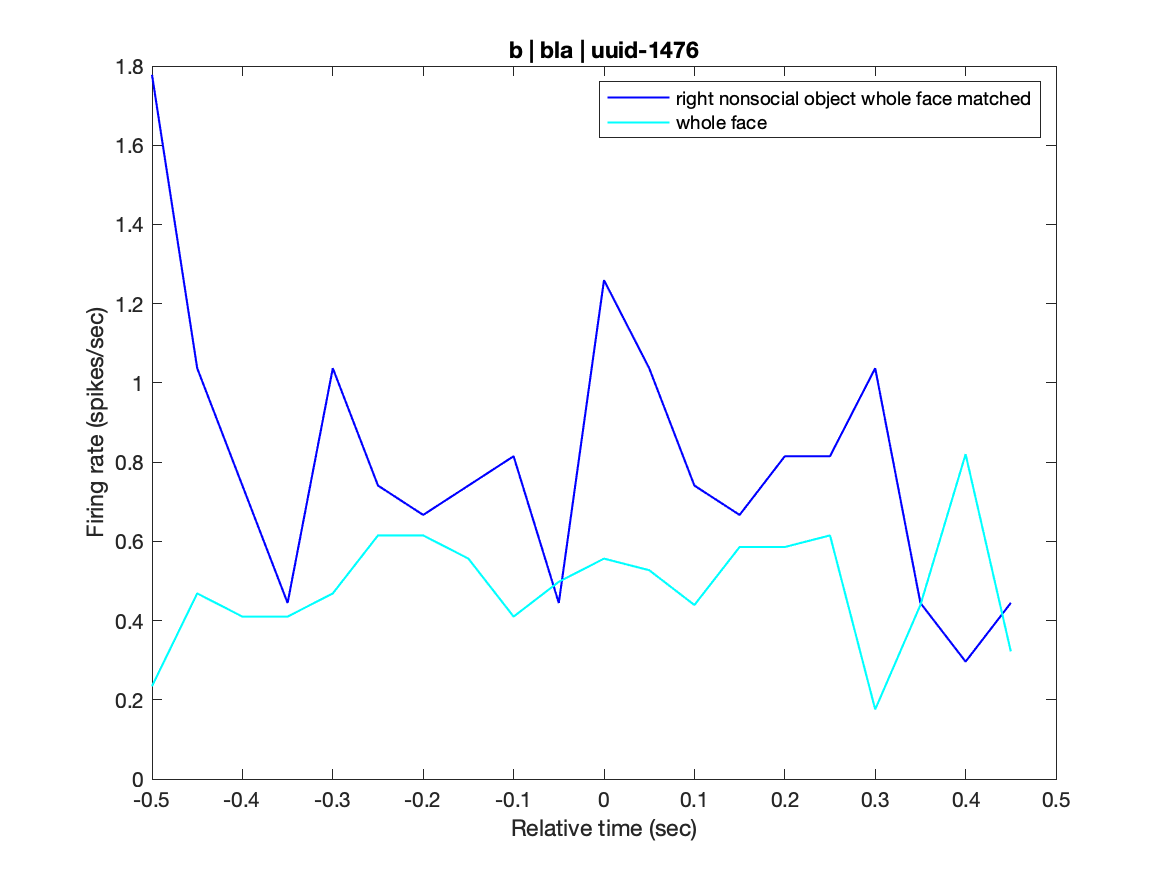 b | bla | uuid-1476
right nonsocial object whole face matched
whole face
Firing rate (spikes/sec)
1.8
1.6
1.4
1.2
1
0.8
0.6
0.4
0.2
0
-0.5 -0.4 -0.3 -0.2 -0.1 0 0.1 0.2 0.3 0.4 0.5
Relative time (sec)